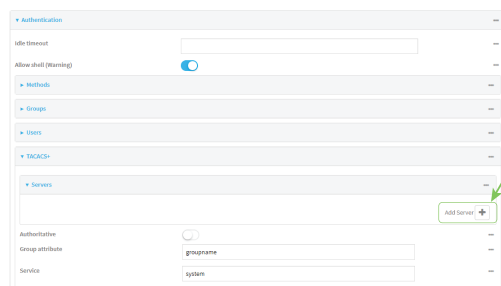 Authentication
Idle timeout
Allow shell (Warning)
Methods
Groups
Users
TACACS+
Servers
Add Server
Authoritative
Group attribute groupname
Service system